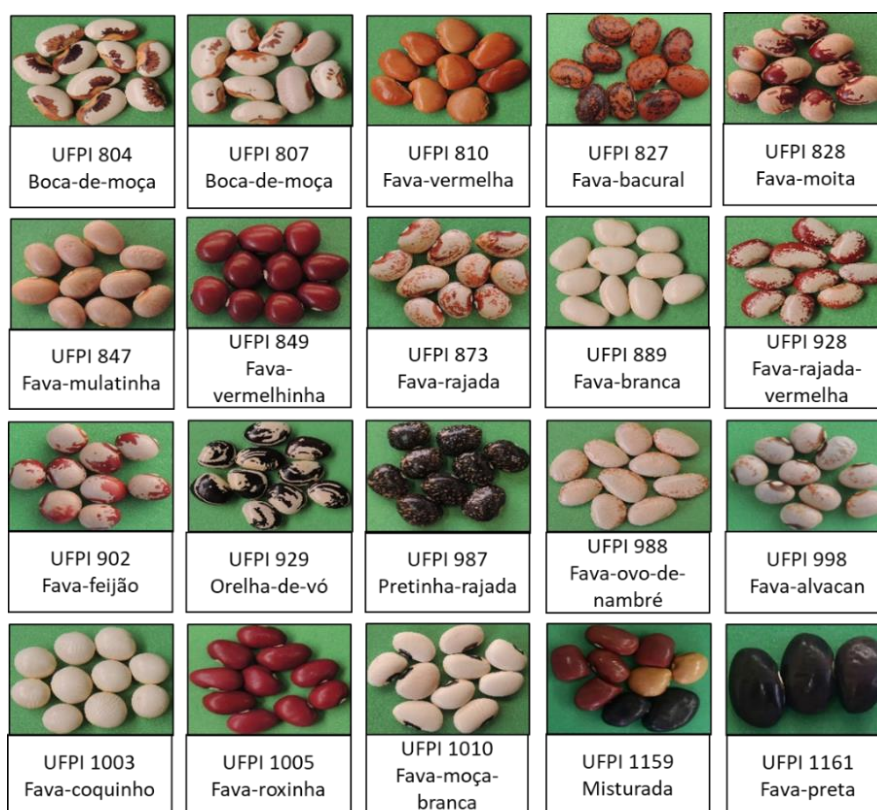 UFPI 804
Boca-de-moça
UFPI 807
Boca-de-moça
UFPI 810
Fava-vermelha
UFPI 827
Fava-bacural
UFPI 828
Fava-moita
UFPI 847
Fava-mulatinha
UFPI 849
Fava-
vermelhinha
UFPI 873
Fava-rajada
UFPI 889
Fava-branca
UFPI 928
Fava-rajada-
vermelha
UFPI 902
Fava-feijão
UFPI 929
Orelha-de-vó
UFPI 987
Pretinha-rajada
UFPI 988
Fava-ovo-de-
nambré
UFPI 998
Fava-alvacan
UFPI 1003
Fava-coquinho
UFPI 1005
Fava-roxinha
UFPI 1010
Fava-moça-
branca
UFPI 1159
Misturada
UFPI 1161
Fava-preta